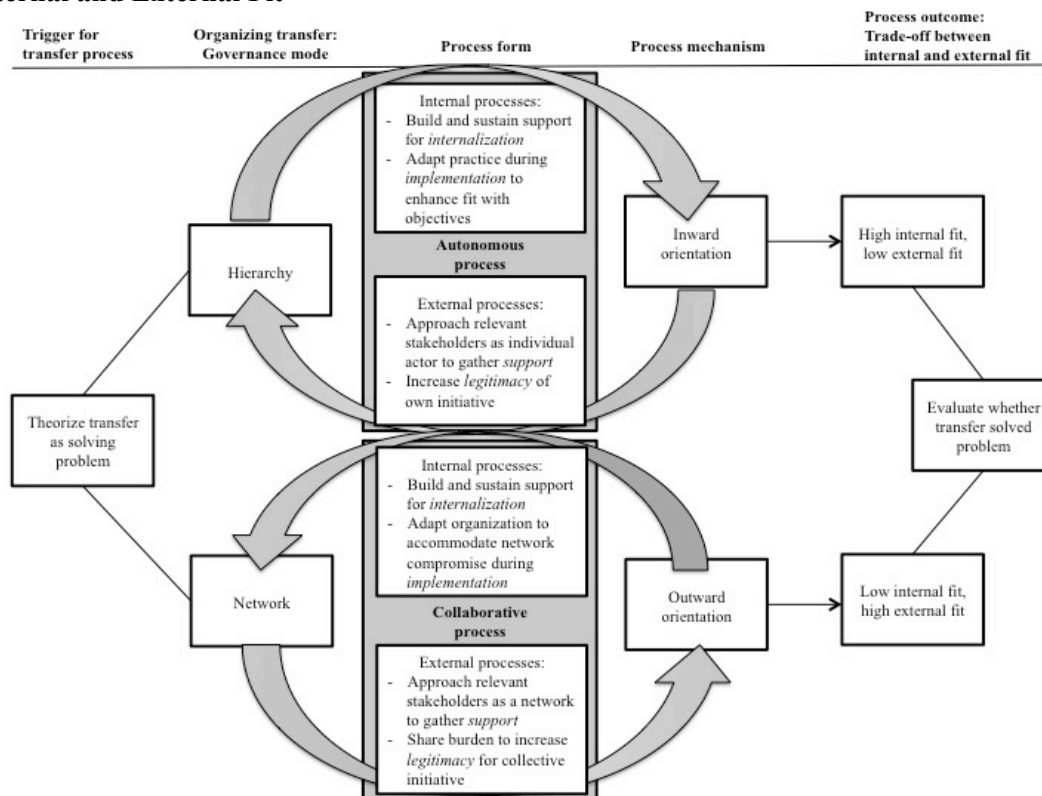 ternal and External Fit
Trigger for
transfer process
Organizing transfer:
Governance mode
Process form
Process mechanism
Process outcome:
Trade-off between
internal and external fit
Internal processes:
- Build and sustain support
for internalization
- Adapt practice during
implementation to
enhance fit with
objectives
Autonomous
process
External processes:
- Approach relevant
stakeholders as individual
actor to gather support
- Increase legitimacy of
own initiative
Hierarchy
Inward
orientation
High internal fit,
low external fit
Theorize transfer
as solving
problem
Evaluate whether
transfer solved
problem
Internal processes:
- Build and sustain support
for internalization
- Adapt organization to
accommodate network
compromise during
implementation
Collaborative
process
External processes:
- Approach relevant
stakeholders as a network
to gather support
- Share burden to increase
legitimacy for collective
initiative
Network
Outward
orientation
Low internal fit,
high external fit